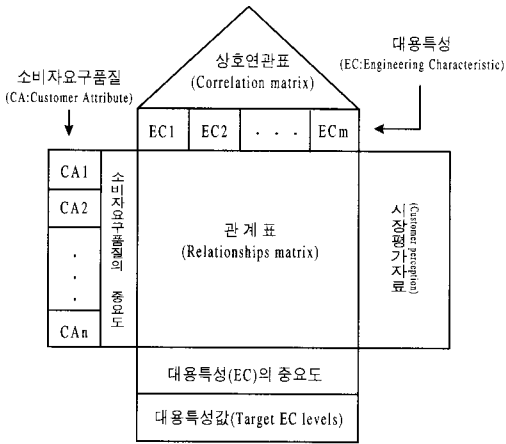 상호연관표
(Correlation matrix)
대용특성
(EC:Engineering Characteristic)
소비자요구품질
(CA:Customer Attribute)
EC1 EC2 . . . ECm
CA1
CA2
.
.
.
CAn
소비자요구품질의 중요도
관계표
(Relationships matrix)
시장평가자료
(Customer perception)
대용특성(EC)의 중요도
대용특성값(Target EC levels)